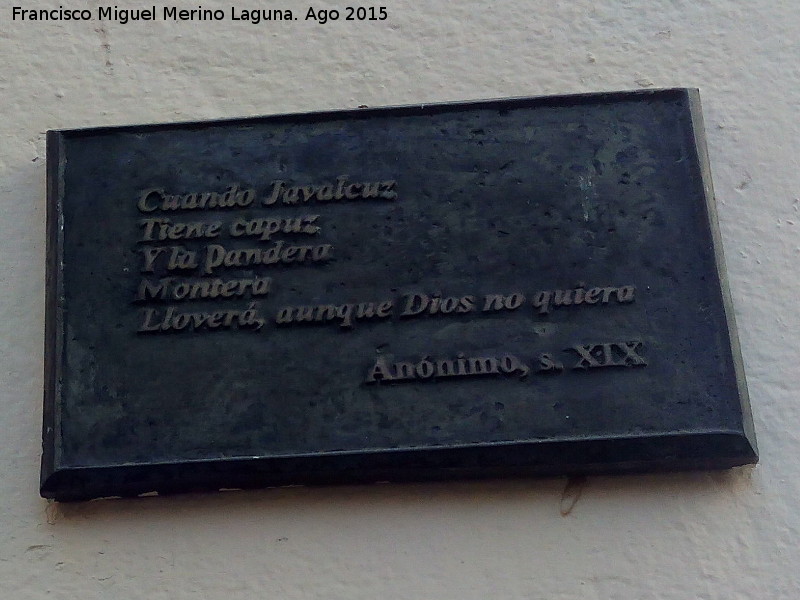 Francisco Miguel Merino Laguna. Ago 2015
Cuando Javalcuz
Tiene capuz
Y la Pandera
Montera
Lloverá, aunque Dios no quiera
Anónimo, s. XIX